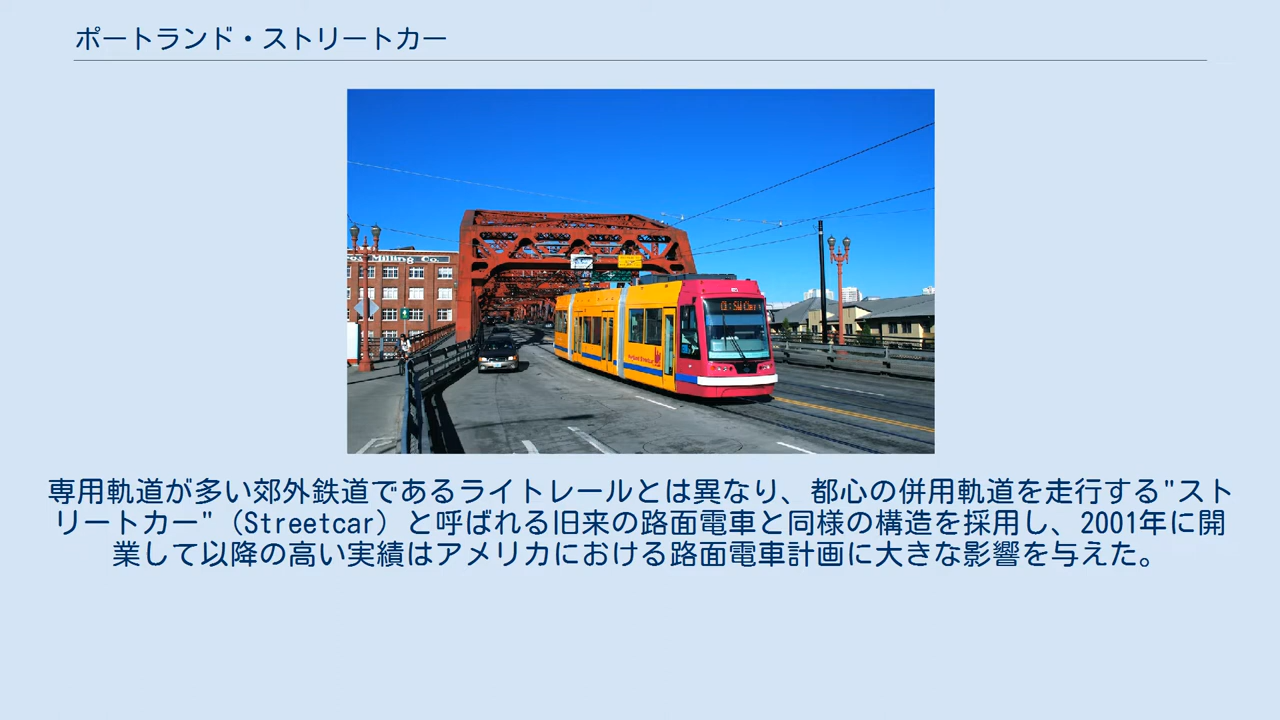 ポートランド・ストリートカー
Milling Co.
専用軌道が多い郊外鉄道であるライトレールとは異なり、都心の併用軌道を走行する"スト
リートカー"（Streetcar）と呼ばれる旧来の路面電車と同様の構造を採用し、2001年に開
業して以降の高い実績はアメリカにおける路面電車計画に大きな影響を与えた。